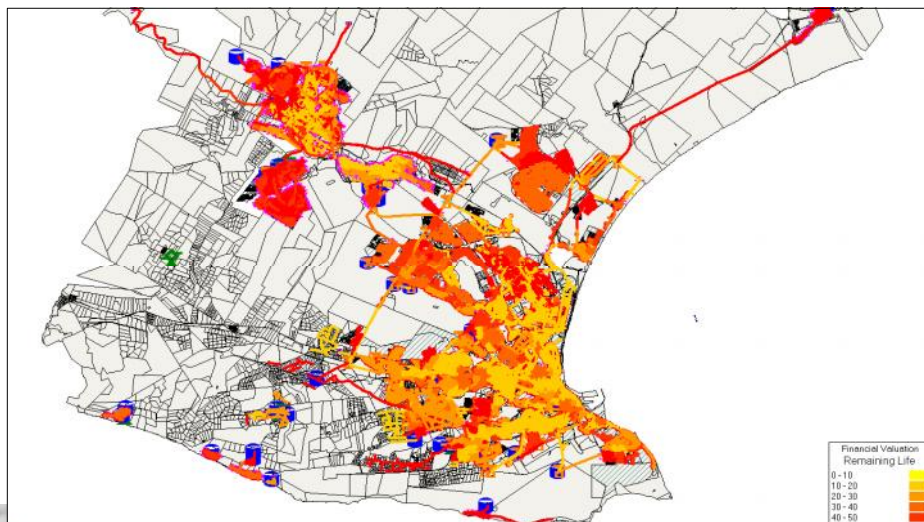 Financial Valuation
Remaining Life
0 - 10
10 - 20
20 - 30
30 - 40
40 - 50